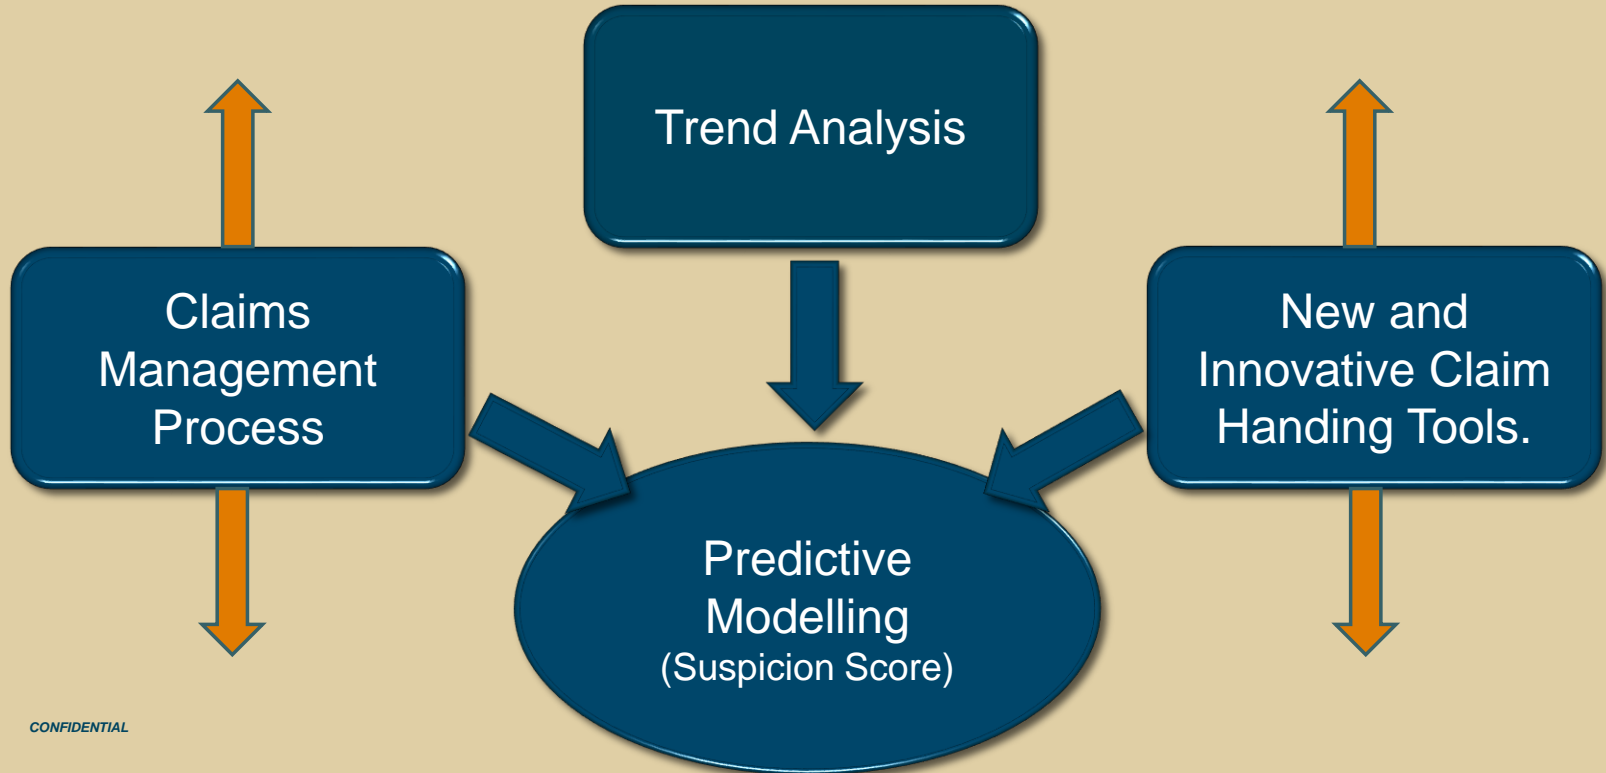 Trend Analysis
Claims
Management
Process
New and
Innovative Claim
Handing Tools.
Predictive
Modelling
(Suspicion Score)
CONFIDENTIAL